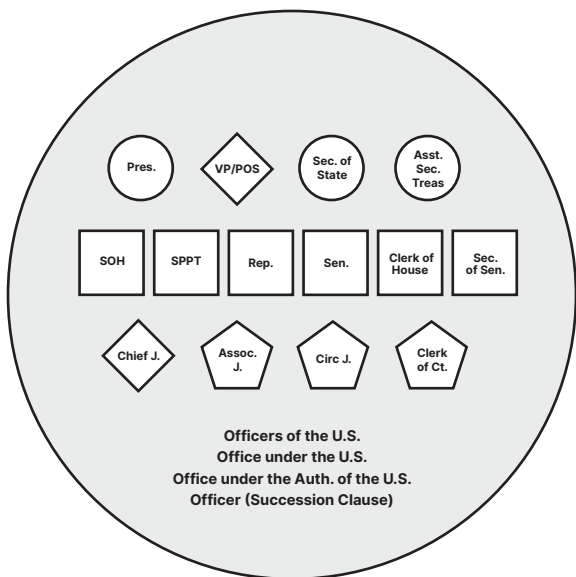 Pres.
VP/POS
Sec. of
State
Asst.
Sec.
Treas
SOH
SPPT
Rep.
Sen.
Clerk of
House
Sec.
of Sen.
Chief J.
Assoc.
J.
Circ J.
Clerk
of Ct.
Officers of the U.S.
Office under the U.S.
Office under the Auth. of the U.S.
Officer (Succession Clause)